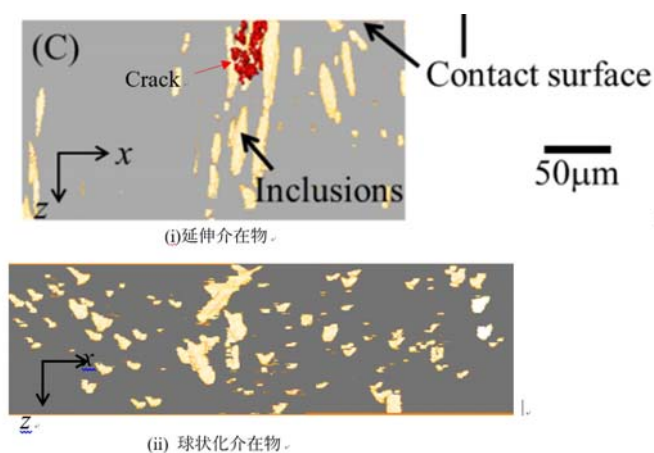 (C)
Crack
Contact surface
x
Inclusions
z
50μm
(i)延伸介在物
x
z
(ii) 球状化介在物